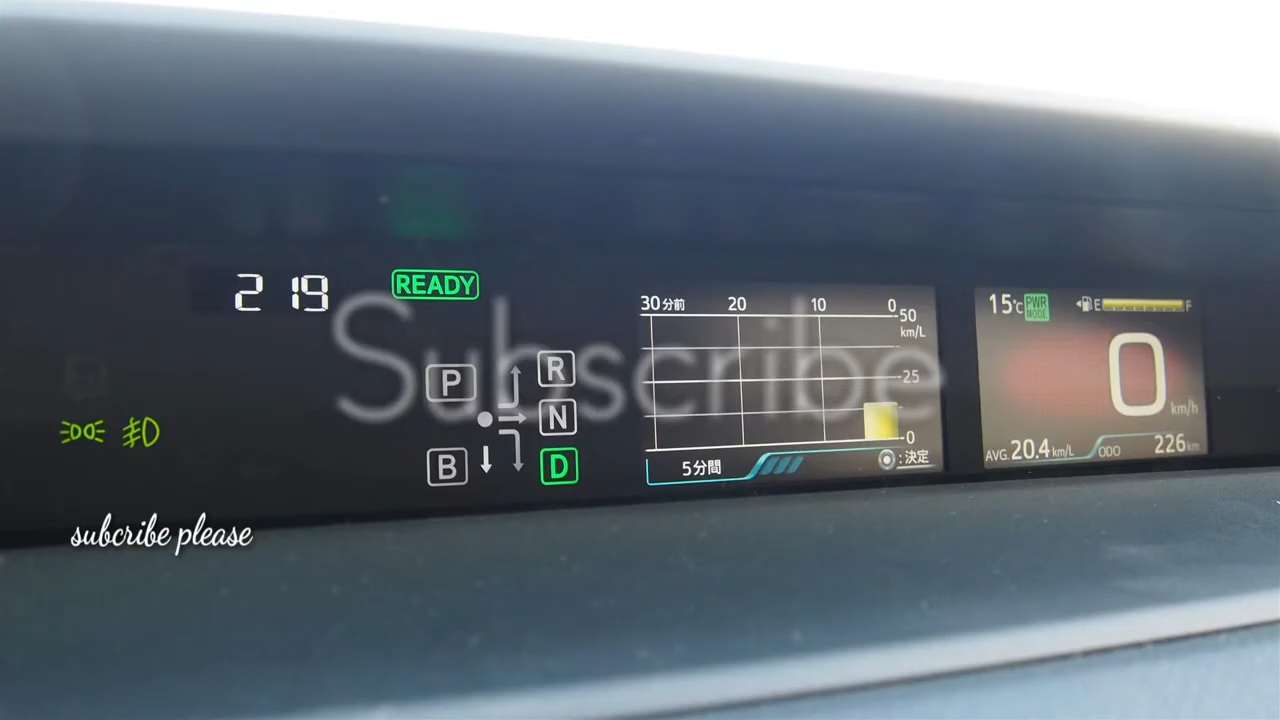 2 19
READY
P
R
N
B
D
30分前 20 10 0
50
km/L
25
0
5分間
:決定
15℃ PWR MODE E F
0 km/h
AVG. 20.4 km/L ODO 226 km
Subscribe
subcribe please